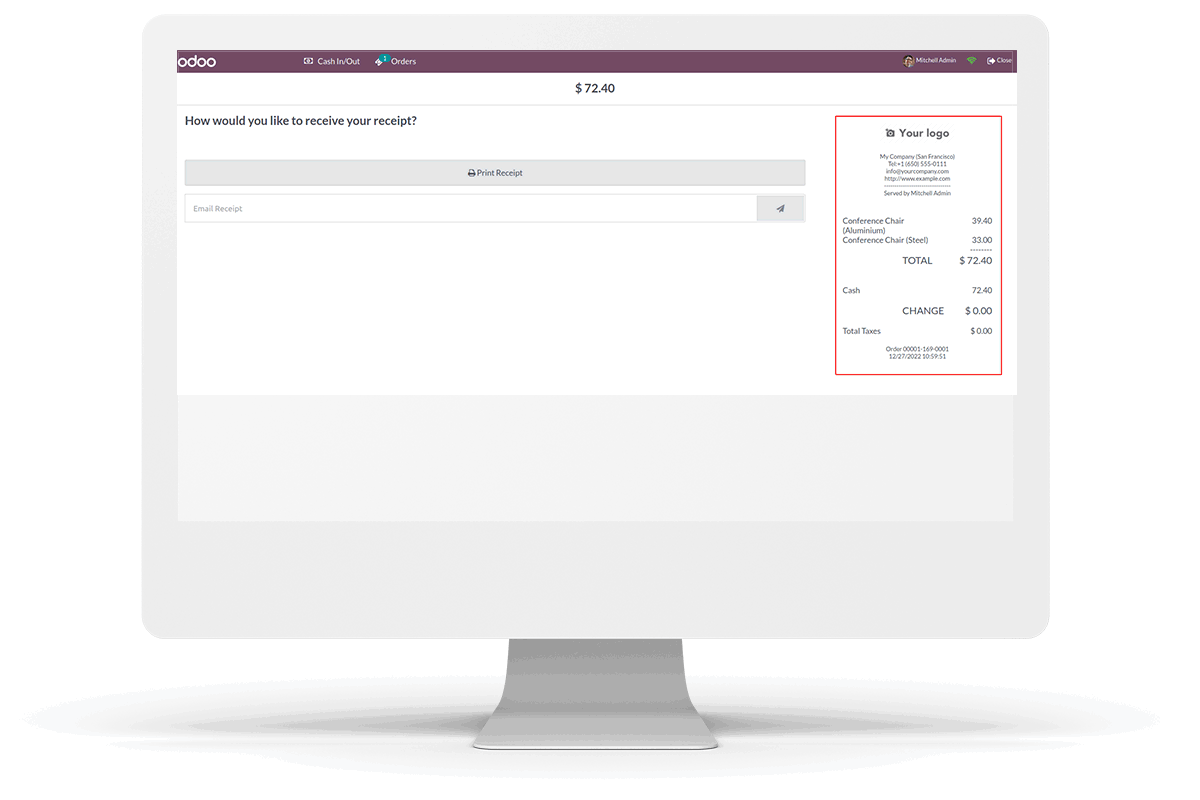 odoo
Cash In/Out
1
Orders
Mitchell Admin
Close
$ 72.40
How would you like to receive your receipt?
Print Receipt
Email Receipt
Your logo
My Company (San Francisco)
Tel:+1 (650) 555-0111
info@yourcompany.com
http://www.example.com
--------------------------------
Served by Mitchell Admin
Conference Chair 39.40
(Aluminium)
Conference Chair (Steel) 33.00
--------
TOTAL $ 72.40
Cash 72.40
CHANGE $ 0.00
Total Taxes $ 0.00
Order 00001-169-0001
12/27/2022 10:59:51